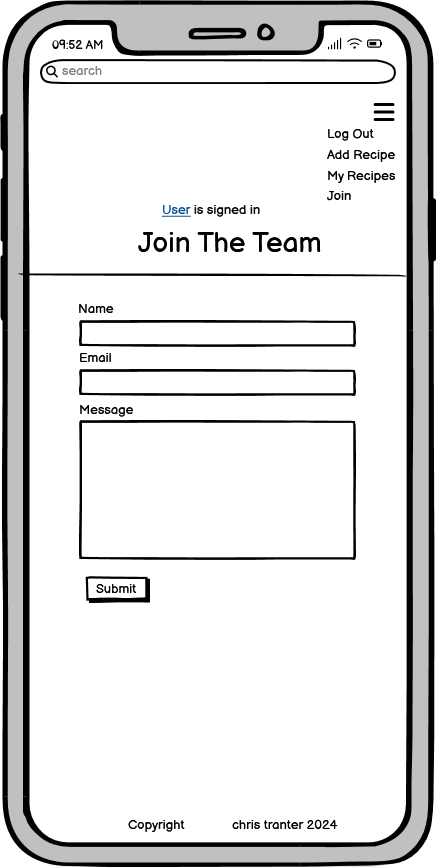 09:52 AM
search
Log Out
Add Recipe
My Recipes
Join
User is signed in
Join The Team
Name
Email
Message
Submit
Copyright chris tranter 2024